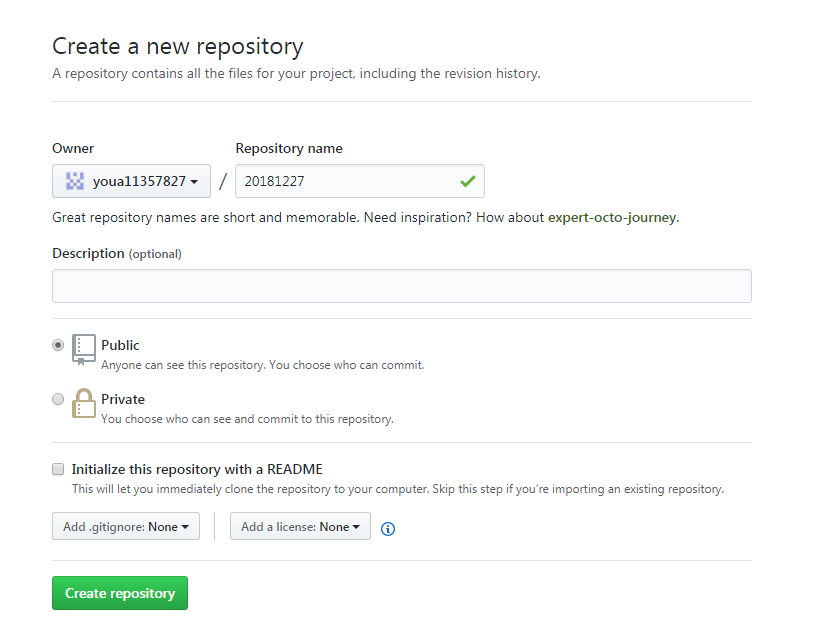 Create a new repository
A repository contains all the files for your project, including the revision history.
Owner
Repository name
youa11357827
/
20181227
Great repository names are short and memorable. Need inspiration? How about expert-octo-journey.
Description (optional)
Public
Anyone can see this repository. You choose who can commit.
Private
You choose who can see and commit to this repository.
Initialize this repository with a README
This will let you immediately clone the repository to your computer. Skip this step if you’re importing an existing repository.
Add .gitignore: None
Add a license: None
Create repository